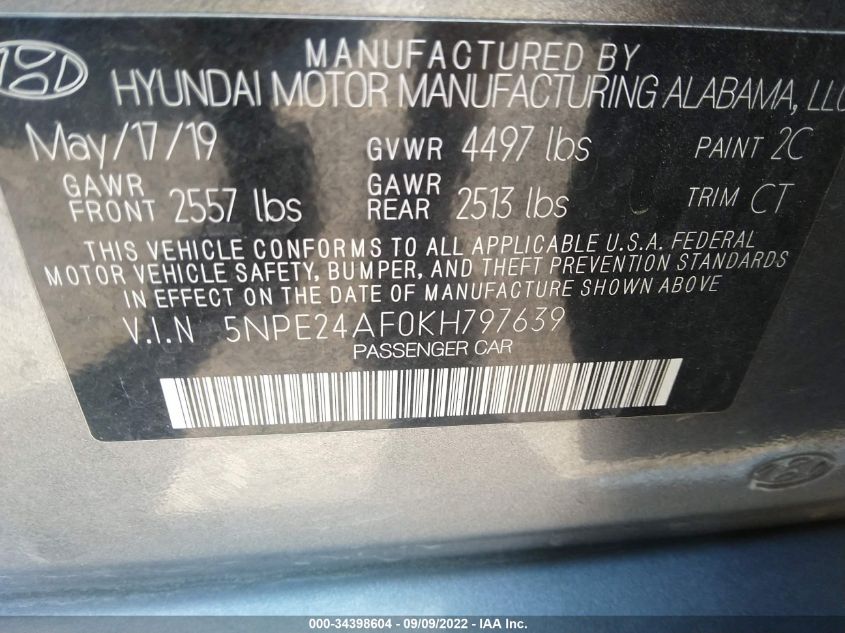 MANUFACTURED BY
HYUNDAI MOTOR MANUFACTURING ALABAMA, LLC
May/17/19 GVWR 4497 lbs PAINT 2C
GAWR FRONT 2557 lbs GAWR REAR 2513 lbs TRIM CT
THIS VEHICLE CONFORMS TO ALL APPLICABLE U.S.A. FEDERAL
MOTOR VEHICLE SAFETY, BUMPER, AND THEFT PREVENTION STANDARDS
IN EFFECT ON THE DATE OF MANUFACTURE SHOWN ABOVE
V.I.N 5NPE24AF0KH797639
PASSENGER CAR
000-34398604 - 09/09/2022 - IAA Inc.